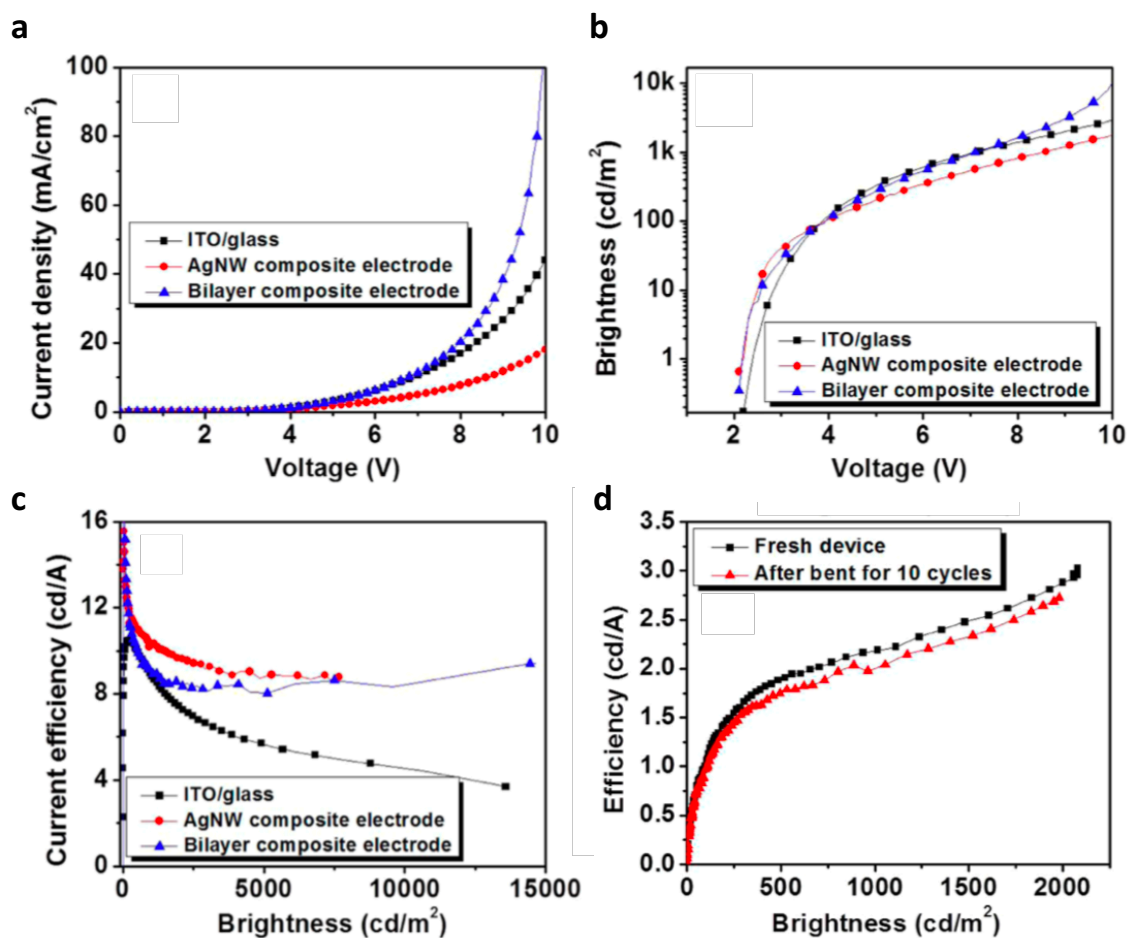 a
100
80
60
40
20
0
Current density (mA/cm²)
ITO/glass
AgNW composite electrode
Bilayer composite electrode
0 2 4 6 8 10
Voltage (V)
b
10k
1k
100
10
1
Brightness (cd/m²)
ITO/glass
AgNW composite electrode
Bilayer composite electrode
2 4 6 8 10
Voltage (V)
c
16
12
8
4
0
Current efficiency (cd/A)
ITO/glass
AgNW composite electrode
Bilayer composite electrode
0 5000 10000 15000
Brightness (cd/m²)
d
3.5
3.0
2.5
2.0
1.5
1.0
0.5
0.0
Efficiency (cd/A)
Fresh device
After bent for 10 cycles
0 500 1000 1500 2000
Brightness (cd/m²)